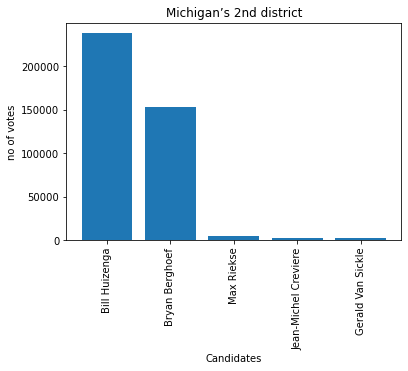 Michigan’s 2nd district
no of votes
200000
150000
100000
50000
0
Bill Huizenga
Bryan Berghoef
Max Riekse
Jean-Michel Creviere
Gerald Van Sickle
Candidates